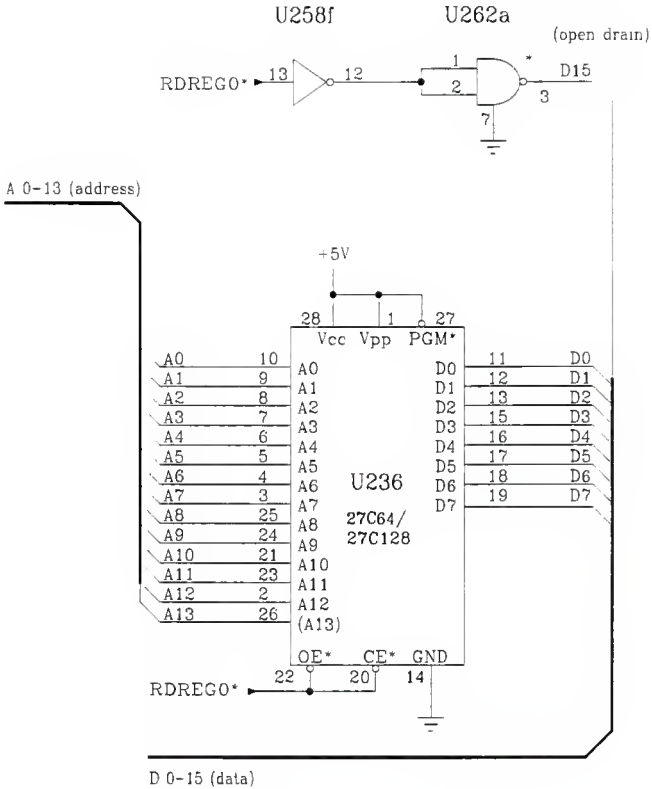 U258f U262a
(open drain)
RDREG0* 13 12 1 2 * 3 D15
7
A 0-13 (address)
+5V
28 1 27
Vcc Vpp PGM*
A0 10 A0 D0 11 D0
A1 9 A1 D1 12 D1
A2 8 A2 D2 13 D2
A3 7 A3 D3 15 D3
A4 6 A4 D4 16 D4
A5 5 A5 D5 17 D5
A6 4 A6 U236 D6 18 D6
A7 3 A7 D7 19 D7
A8 25 A8 27C64/
A9 24 A9 27C128
A10 21 A10
A11 23 A11
A12 2 A12
A13 26 (A13)
OE* CE* GND
22 20 14
RDREG0*
D 0-15 (data)